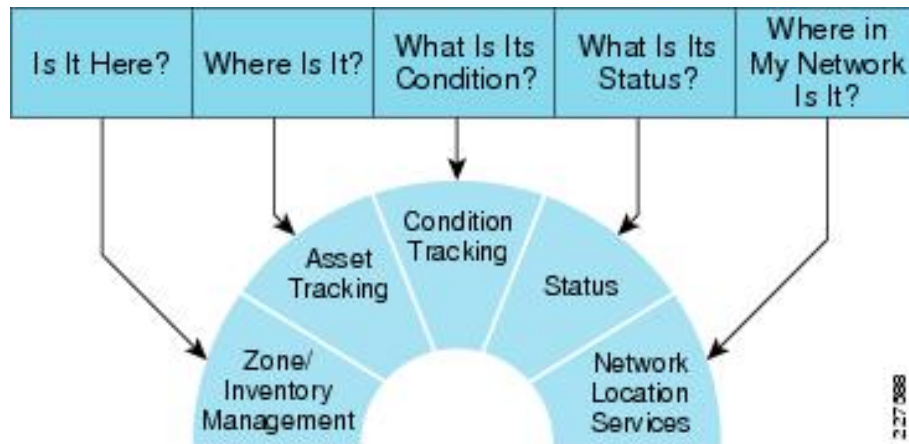 Is It Here?
Where Is It?
What Is Its
Condition?
What Is Its
Status?
Where in
My Network
Is It?
Zone/
Inventory
Management
Asset
Tracking
Condition
Tracking
Status
Network
Location
Services
227588